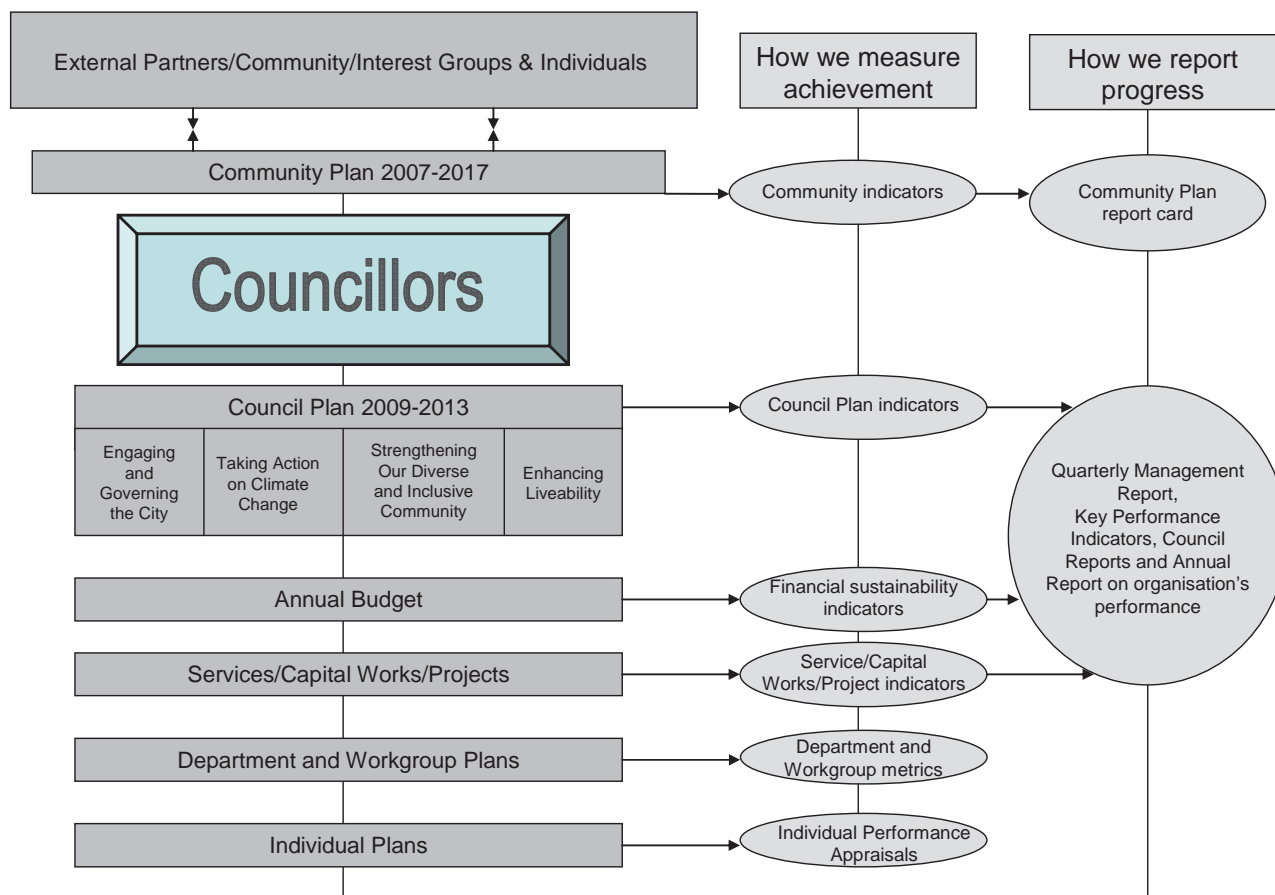 External Partners/Community/Interest Groups & Individuals
How we measure
achievement
How we report
progress
Community Plan 2007-2017
Community indicators
Community Plan
report card
Councillors
Council Plan 2009-2013
Council Plan indicators
Engaging
and
Governing
the City
Taking Action
on Climate
Change
Strengthening
Our Diverse
and Inclusive
Community
Enhancing
Liveability
Quarterly Management
Report,
Key Performance
Indicators, Council
Reports and Annual
Report on organisation's
performance
Annual Budget
Financial sustainability
indicators
Services/Capital Works/Projects
Service/Capital
Works/Project indicators
Department and Workgroup Plans
Department and
Workgroup metrics
Individual Plans
Individual Performance
Appraisals